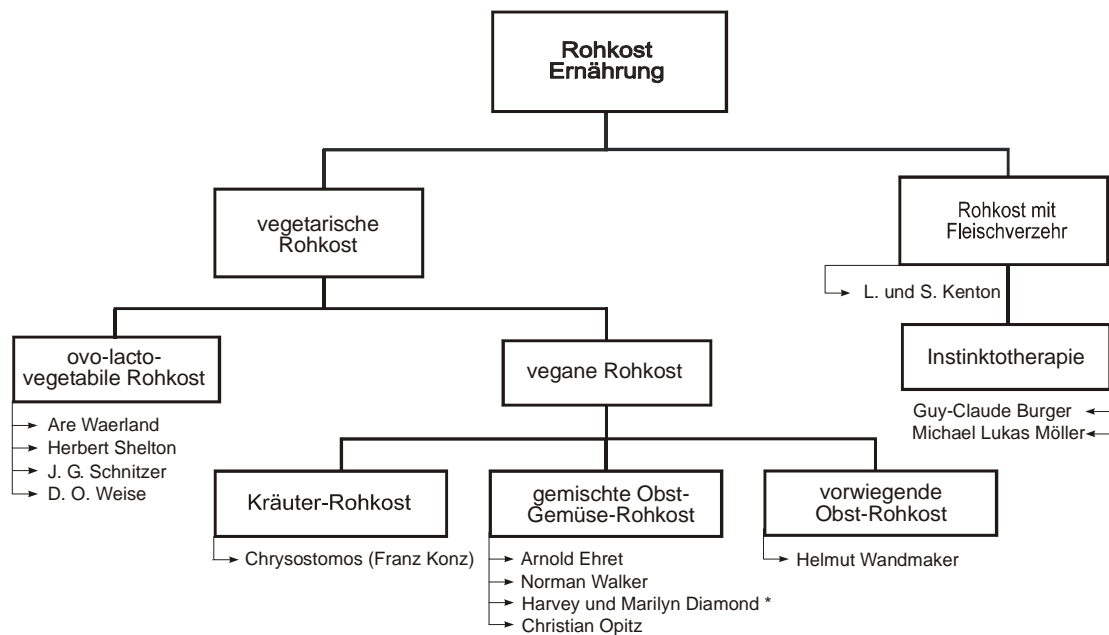 Rohkost
Ernährung
vegetarische
Rohkost
Rohkost mit
Fleischverzehr
L. und S. Kenton
ovo-lacto-
vegetabile Rohkost
vegane Rohkost
Instinktotherapie
Are Waerland
Herbert Shelton
J. G. Schnitzer
D. O. Weise
Guy-Claude Burger
Michael Lukas Möller
Kräuter-Rohkost
gemischte Obst-
Gemüse-Rohkost
vorwiegende
Obst-Rohkost
Chrysostomos (Franz Konz)
Arnold Ehret
Norman Walker
Harvey und Marilyn Diamond *
Christian Opitz
Helmut Wandmaker